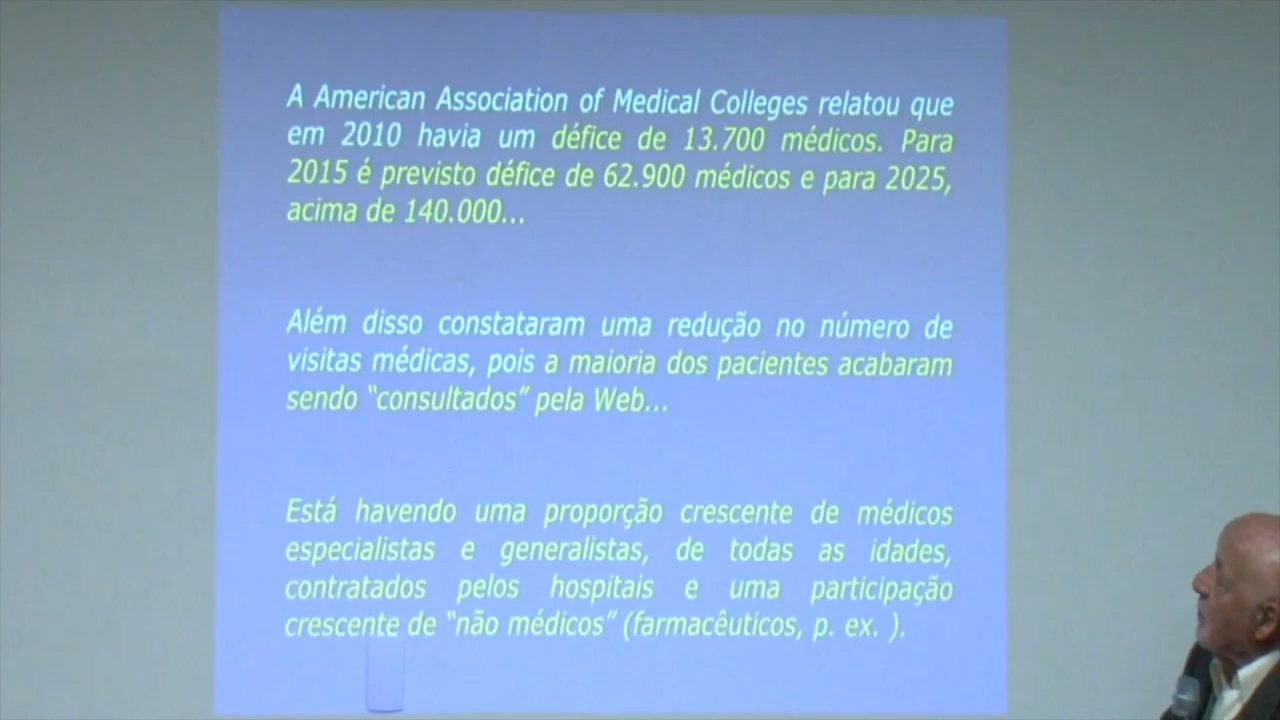 A American Association of Medical Colleges relatou que
em 2010 havia um défice de 13.700 médicos. Para
2015 é previsto défice de 62.900 médicos e para 2025,
acima de 140.000...
Além disso constataram uma redução no número de
visitas médicas, pois a maioria dos pacientes acabaram
sendo “consultados” pela Web...
Está havendo uma proporção crescente de médicos
especialistas e generalistas, de todas as idades,
contratados pelos hospitais e uma participação
crescente de “não médicos” (farmacêuticos, p. ex. ).